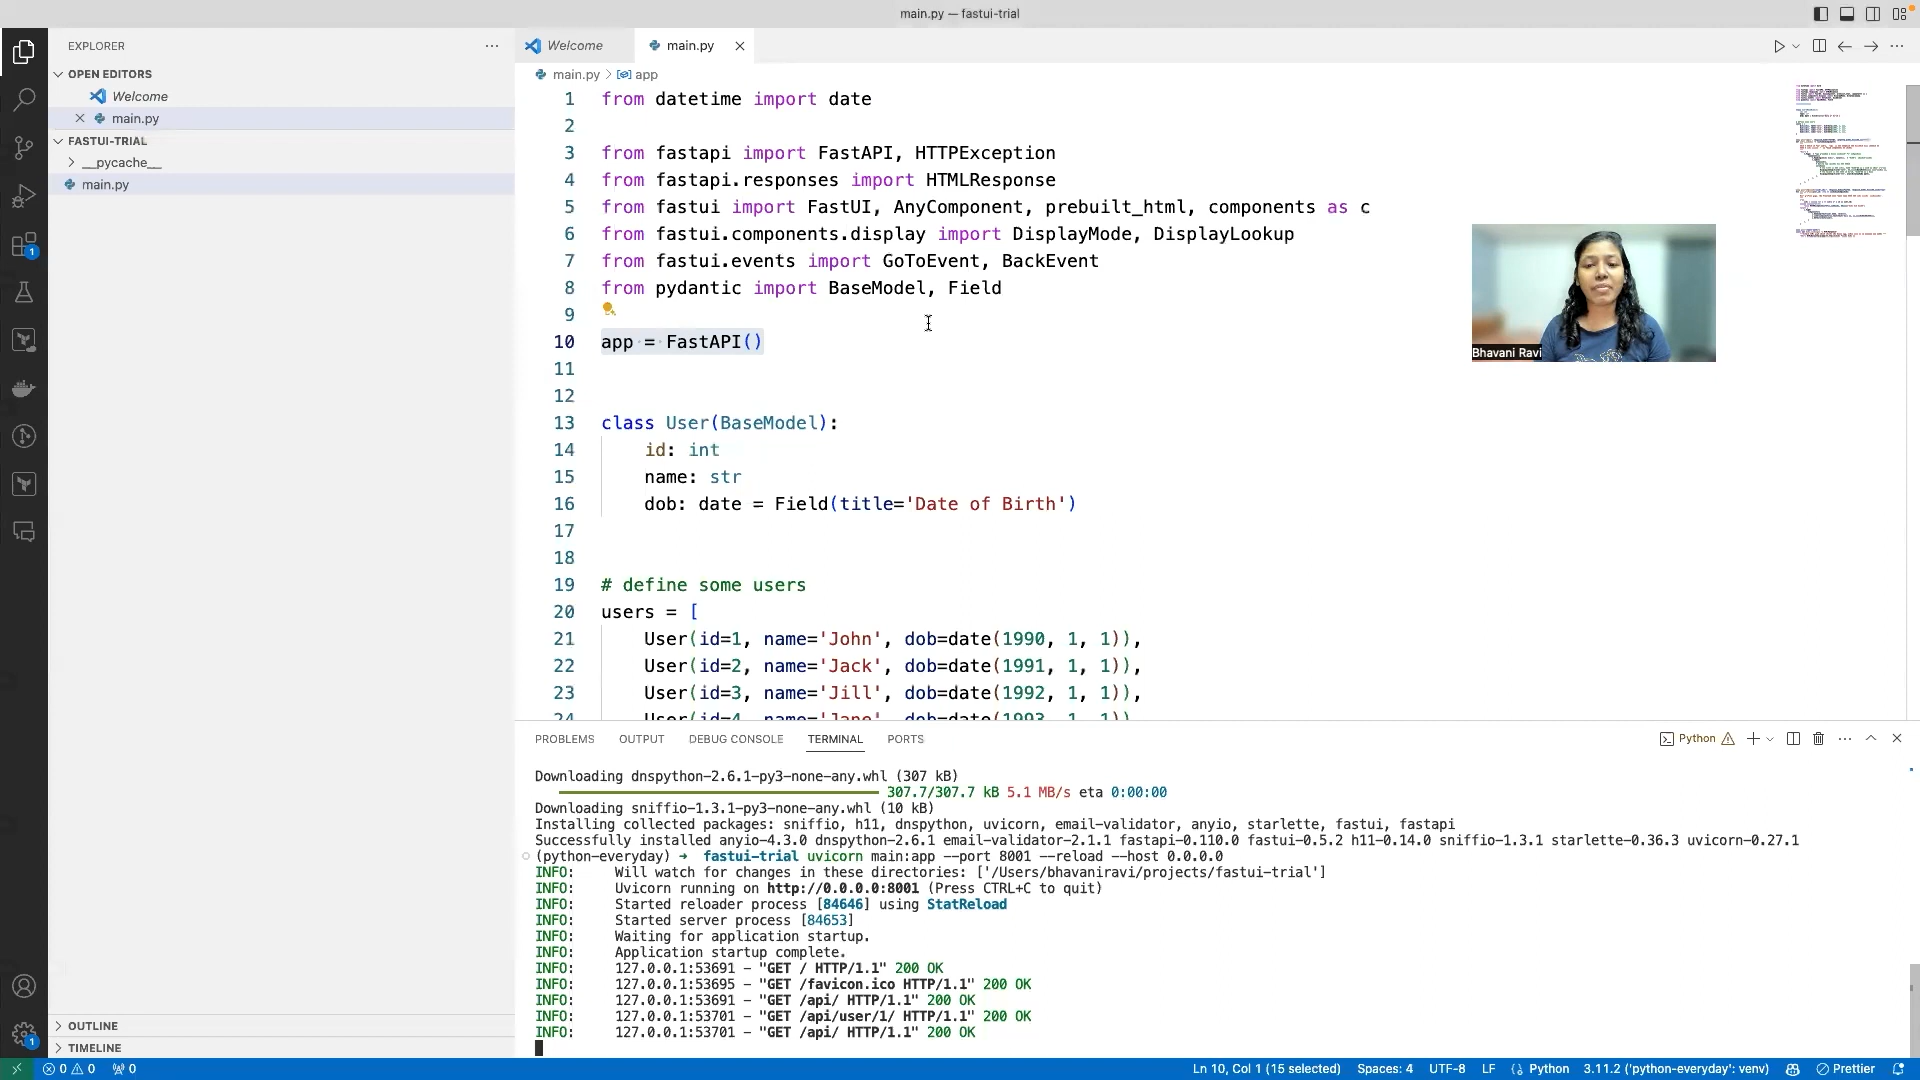 main.py — fastui-trial
EXPLORER
OPEN EDITORS
Welcome
main.py
FASTUI-TRIAL
__pycache__
main.py
OUTLINE
TIMELINE
Welcome
main.py
main.py > app
1 from datetime import date
2
3 from fastapi import FastAPI, HTTPException
4 from fastapi.responses import HTMLResponse
5 from fastui import FastUI, AnyComponent, prebuilt_html, components as c
6 from fastui.components.display import DisplayMode, DisplayLookup
7 from fastui.events import GoToEvent, BackEvent
8 from pydantic import BaseModel, Field
9
10 app = FastAPI()
11
12
13 class User(BaseModel):
14 id: int
15 name: str
16 dob: date = Field(title='Date of Birth')
17
18
19 # define some users
20 users = [
21 User(id=1, name='John', dob=date(1990, 1, 1)),
22 User(id=2, name='Jack', dob=date(1991, 1, 1)),
23 User(id=3, name='Jill', dob=date(1992, 1, 1)),
24 User(id=4, name='Jane', dob=date(1993, 1, 1)),
Bhavani Ravi
PROBLEMS OUTPUT DEBUG CONSOLE TERMINAL PORTS
Python
Downloading dnspython-2.6.1-py3-none-any.whl (307 kB)
307.7/307.7 kB 5.1 MB/s eta 0:00:00
Downloading sniffio-1.3.1-py3-none-any.whl (10 kB)
Installing collected packages: sniffio, h11, dnspython, uvicorn, email-validator, anyio, starlette, fastui, fastapi
Successfully installed anyio-4.3.0 dnspython-2.6.1 email-validator-2.1.1 fastapi-0.110.0 fastui-0.5.2 h11-0.14.0 sniffio-1.3.1 starlette-0.36.3 uvicorn-0.27.1
(python-everyday) ➜ fastui-trial uvicorn main:app --port 8001 --reload --host 0.0.0.0
INFO: Will watch for changes in these directories: ['/Users/bhavaniravi/projects/fastui-trial']
INFO: Uvicorn running on http://0.0.0.0:8001 (Press CTRL+C to quit)
INFO: Started reloader process [84646] using StatReload
INFO: Started server process [84653]
INFO: Waiting for application startup.
INFO: Application startup complete.
INFO: 127.0.0.1:53691 - "GET / HTTP/1.1" 200 OK
INFO: 127.0.0.1:53695 - "GET /favicon.ico HTTP/1.1" 200 OK
INFO: 127.0.0.1:53691 - "GET /api/ HTTP/1.1" 200 OK
INFO: 127.0.0.1:53701 - "GET /api/user/1/ HTTP/1.1" 200 OK
INFO: 127.0.0.1:53701 - "GET /api/ HTTP/1.1" 200 OK
1
1
0 0 0 Ln 10, Col 1 (15 selected) Spaces: 4 UTF-8 LF Python 3.11.2 ('python-everyday': venv) Prettier